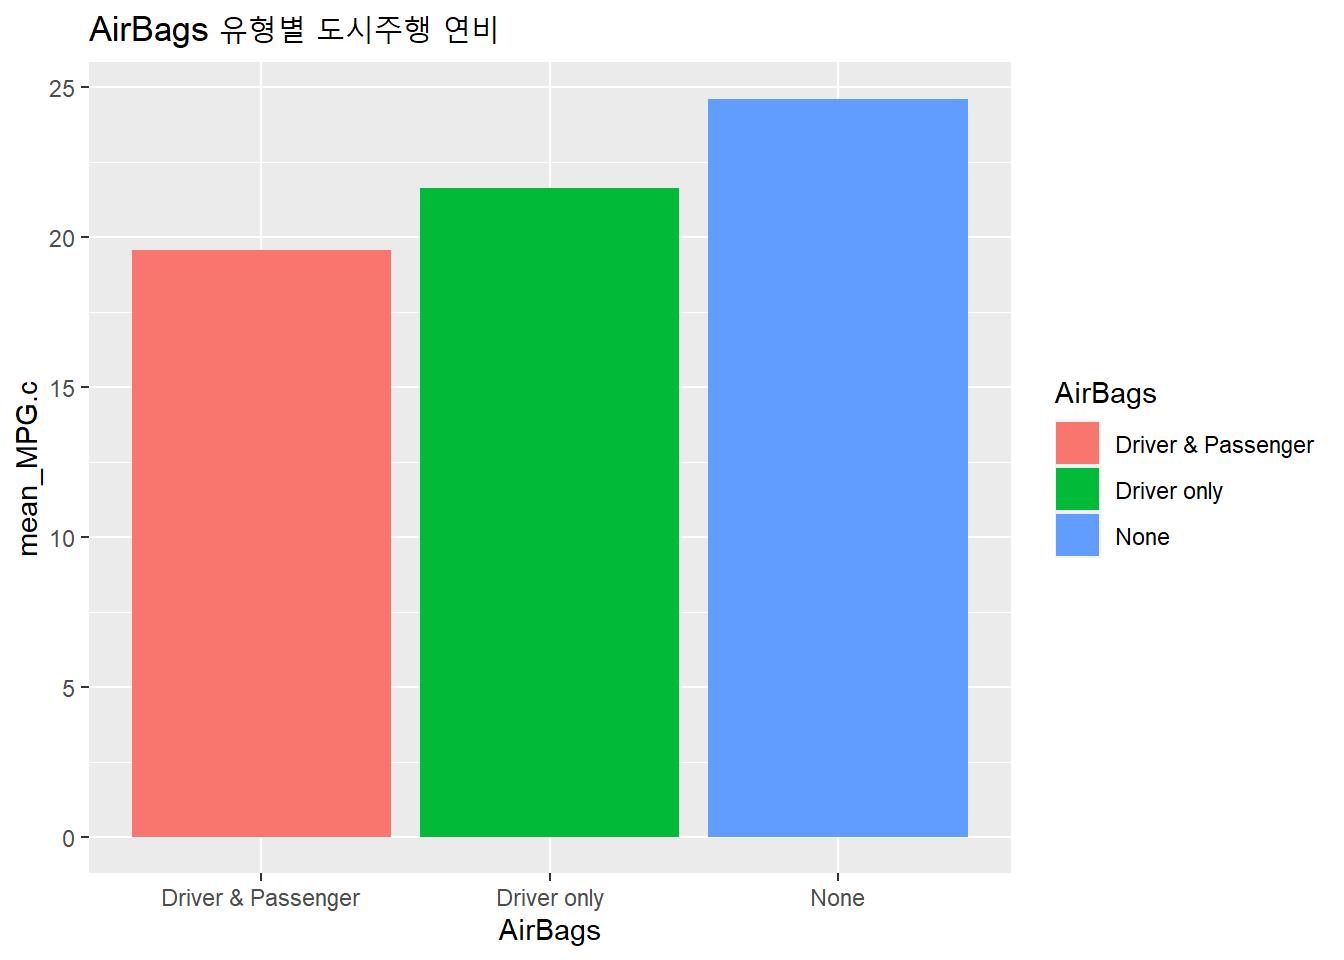 AirBags 유형별 도시주행 연비
25
20
15
10
5
0
mean_MPG.c
Driver & Passenger
Driver only
None
AirBags
AirBags
Driver & Passenger
Driver only
None